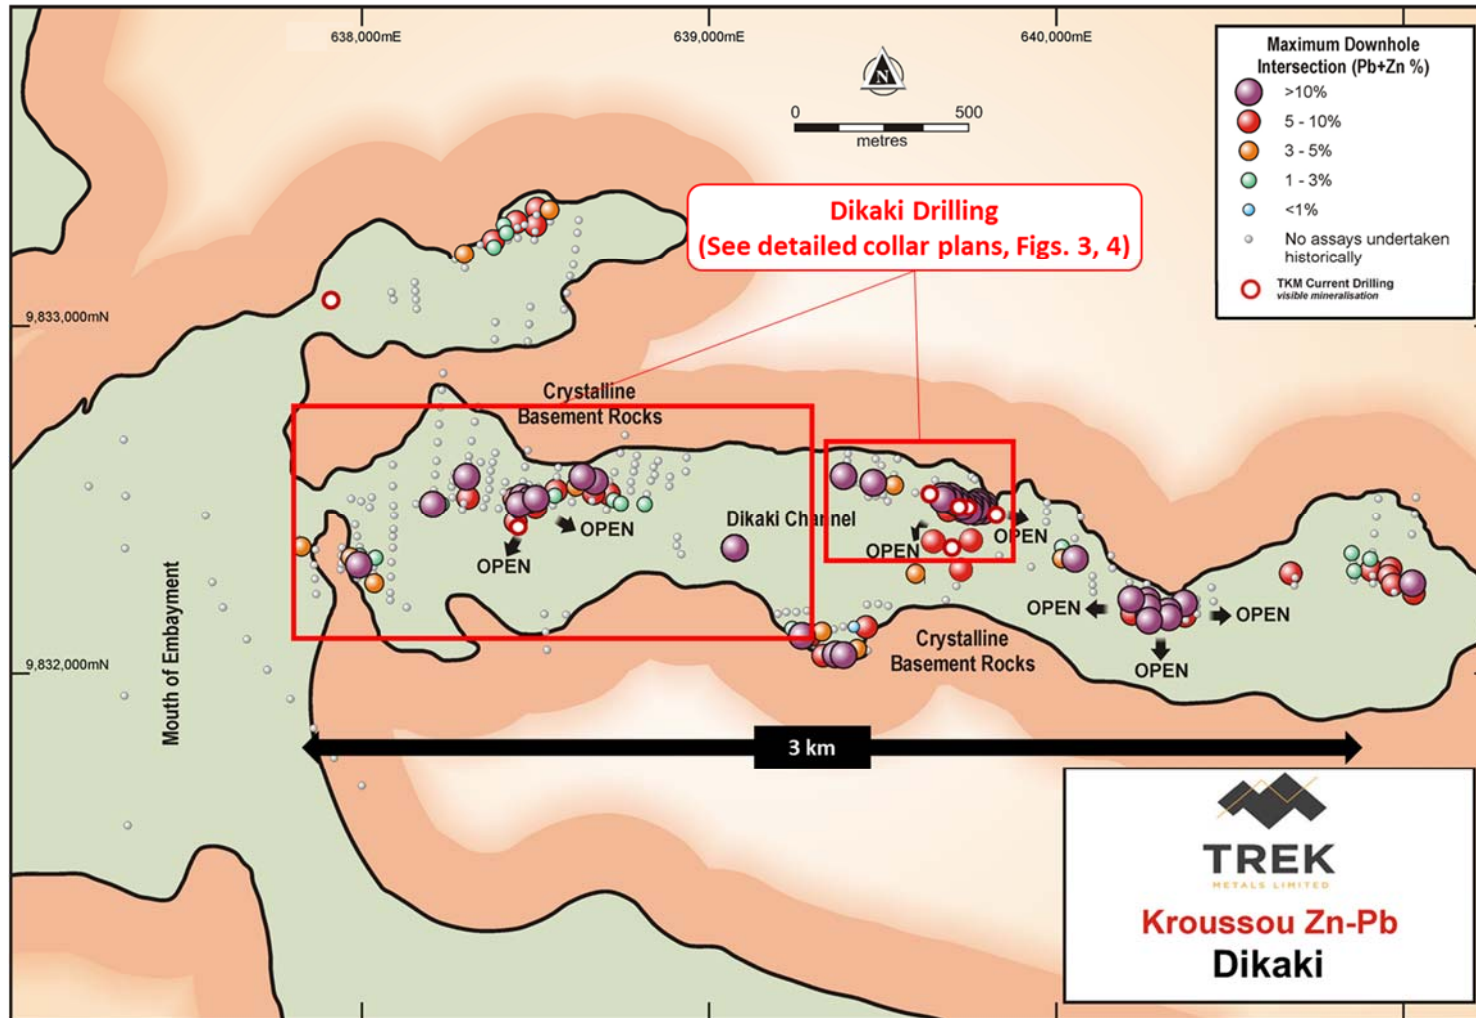 638,000mE
639,000mE
640,000mE
N
0
500
metres
Maximum Downhole
Intersection (Pb+Zn %)
>10%
5 - 10%
3 - 5%
1 - 3%
<1%
No assays undertaken
historically
TKM Current Drilling
visible mineralisation
Dikaki Drilling
(See detailed collar plans, Figs. 3, 4)
9,833,000mN
Crystalline
Basement Rocks
Dikaki Channel
OPEN
OPEN
OPEN
OPEN
OPEN
OPEN
OPEN
Crystalline
Basement Rocks
9,832,000mN
Mouth of Embayment
3 km
TREK
METALS LIMITED
Kroussou Zn-Pb
Dikaki